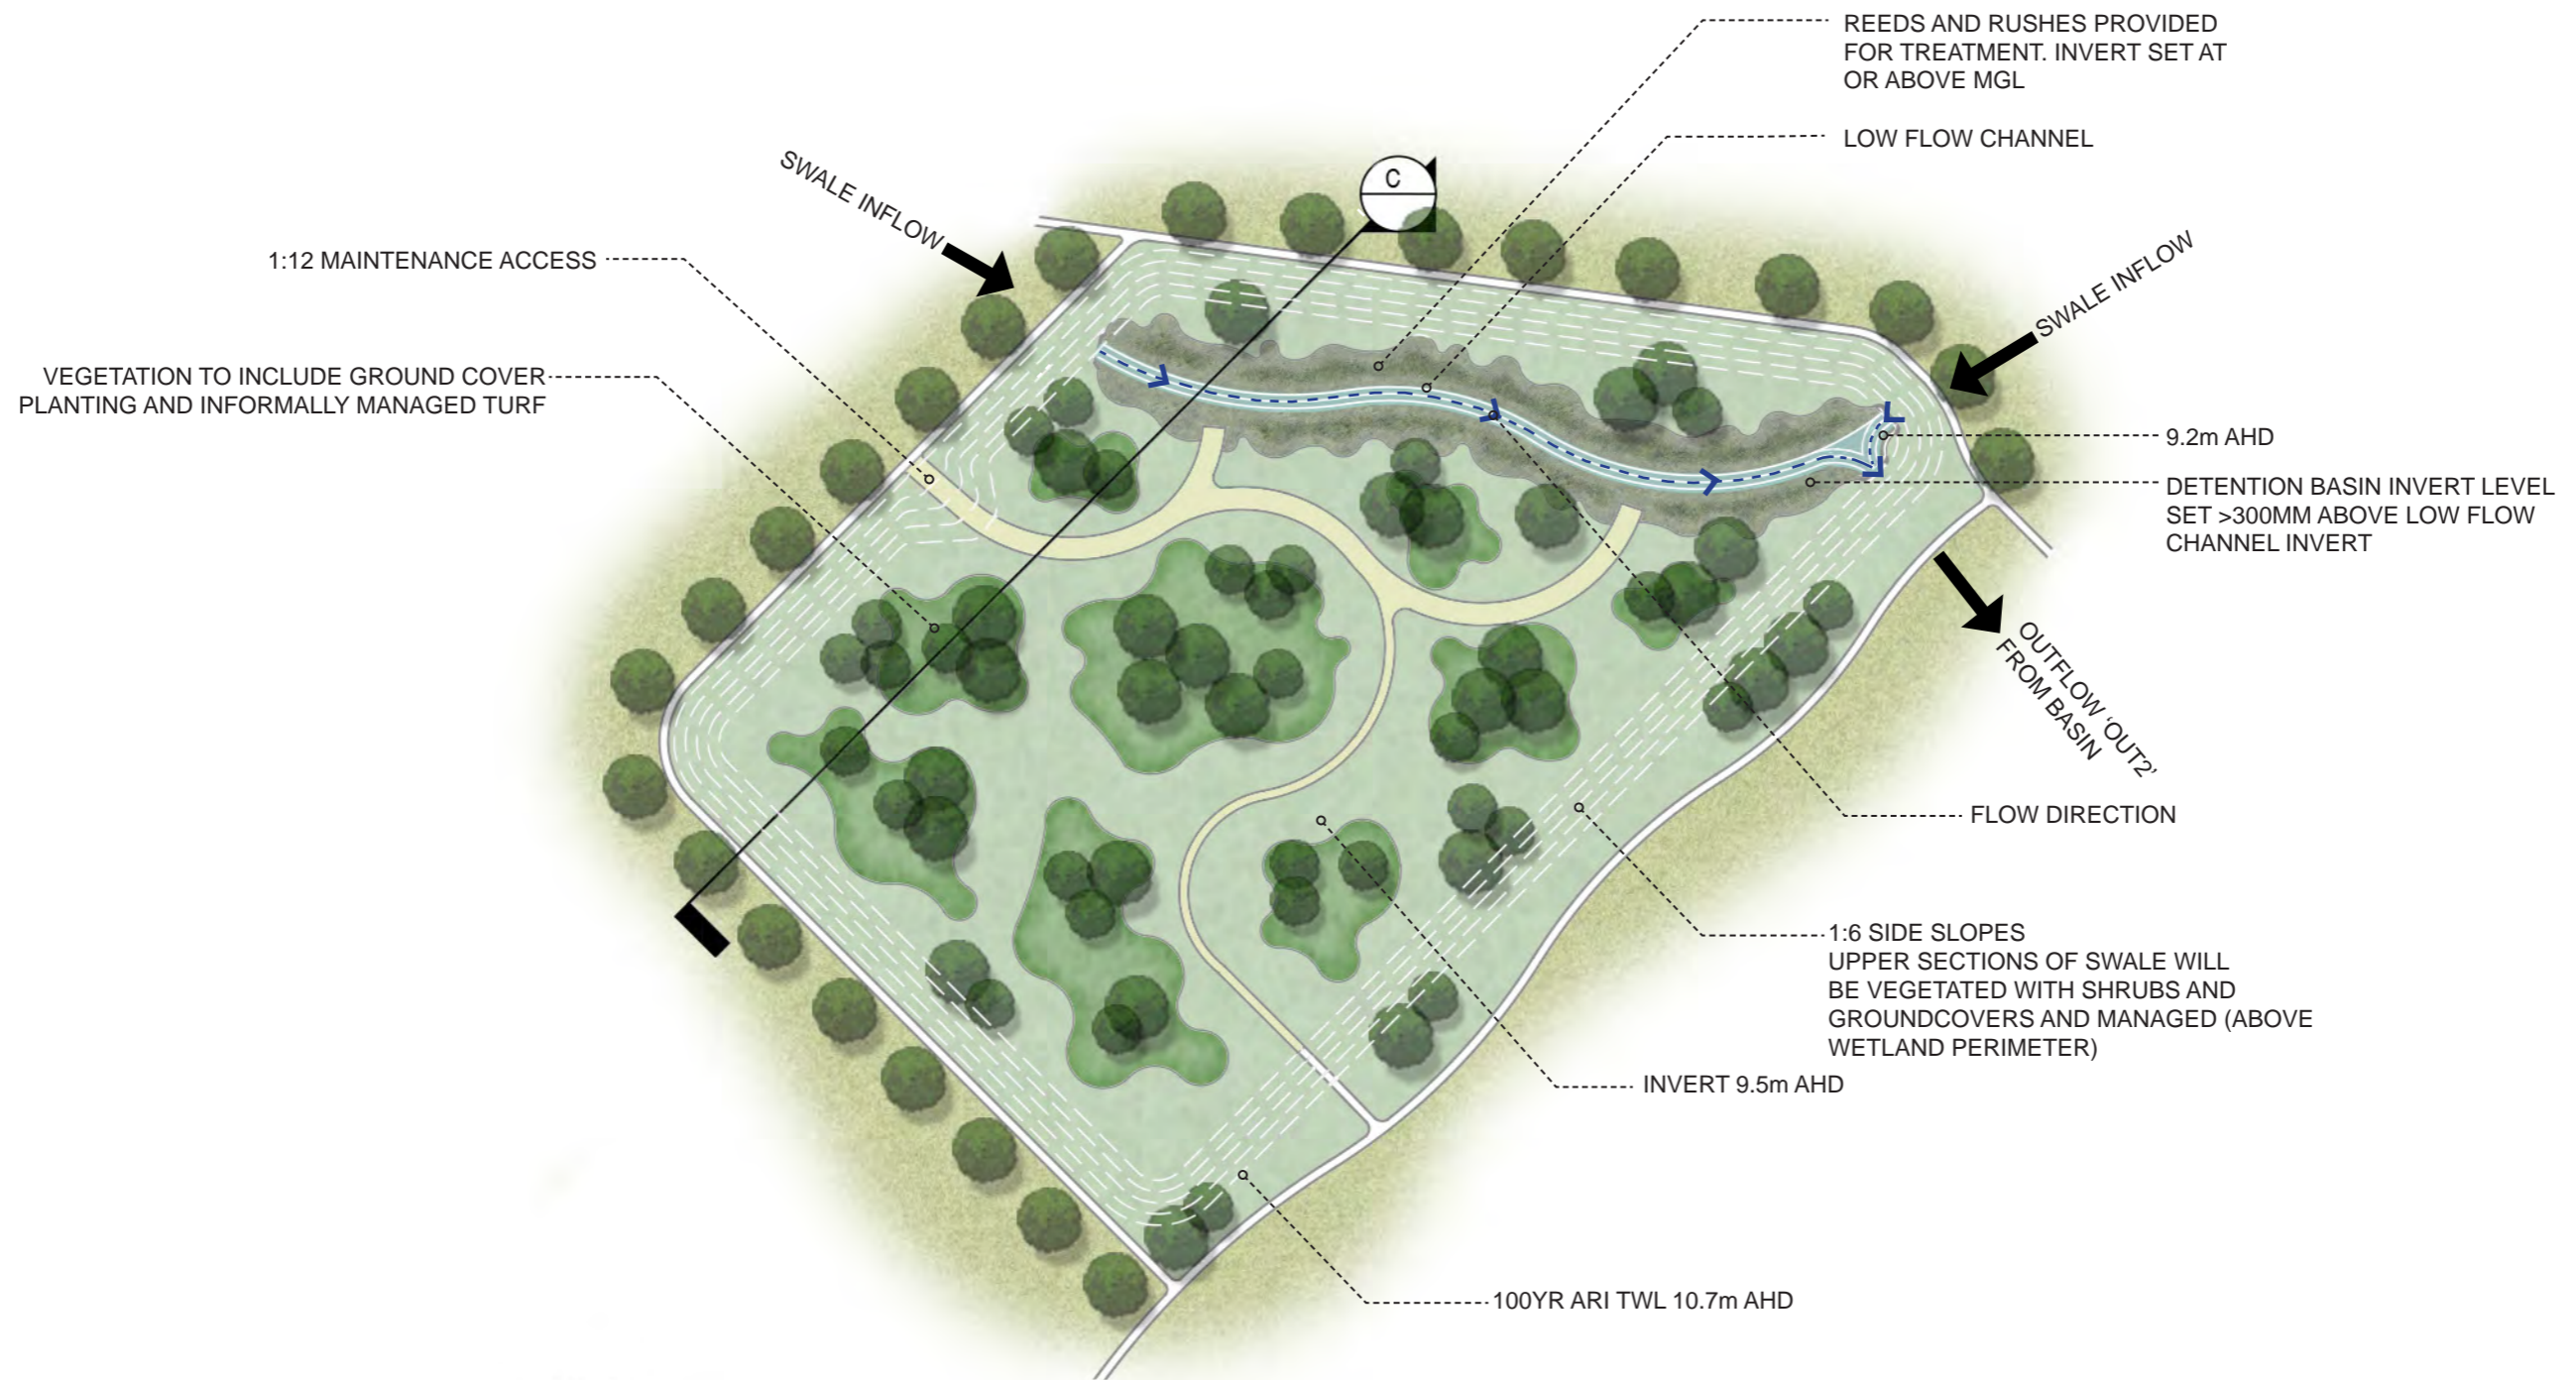 REEDS AND RUSHES PROVIDED
FOR TREATMENT. INVERT SET AT
OR ABOVE MGL
LOW FLOW CHANNEL
SWALE INFLOW
C
1:12 MAINTENANCE ACCESS
SWALE INFLOW
VEGETATION TO INCLUDE GROUND COVER
PLANTING AND INFORMALLY MANAGED TURF
9.2m AHD
DETENTION BASIN INVERT LEVEL
SET >300MM ABOVE LOW FLOW
CHANNEL INVERT
OUTFLOW ‘OUT2’
FROM BASIN
FLOW DIRECTION
1:6 SIDE SLOPES
UPPER SECTIONS OF SWALE WILL
BE VEGETATED WITH SHRUBS AND
GROUNDCOVERS AND MANAGED (ABOVE
WETLAND PERIMETER)
INVERT 9.5m AHD
100YR ARI TWL 10.7m AHD